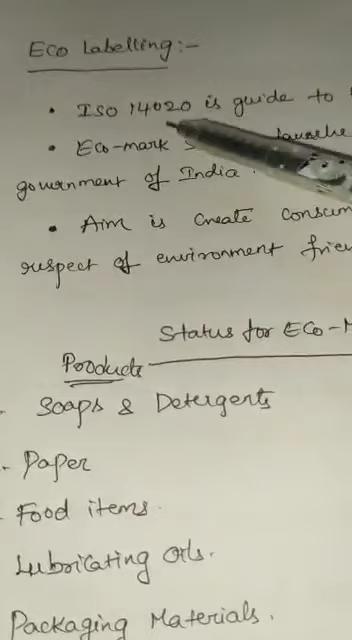 Eco Labelling:-
• ISO 14020 is guide to
• Eco-mark launche
government of India.
• Aim is Create Consum
respect of environment frie
Status for ECO-M
Products
- Soaps & Detergents
- Paper
- Food items.
Lubricating Oils.
Packaging Materials.